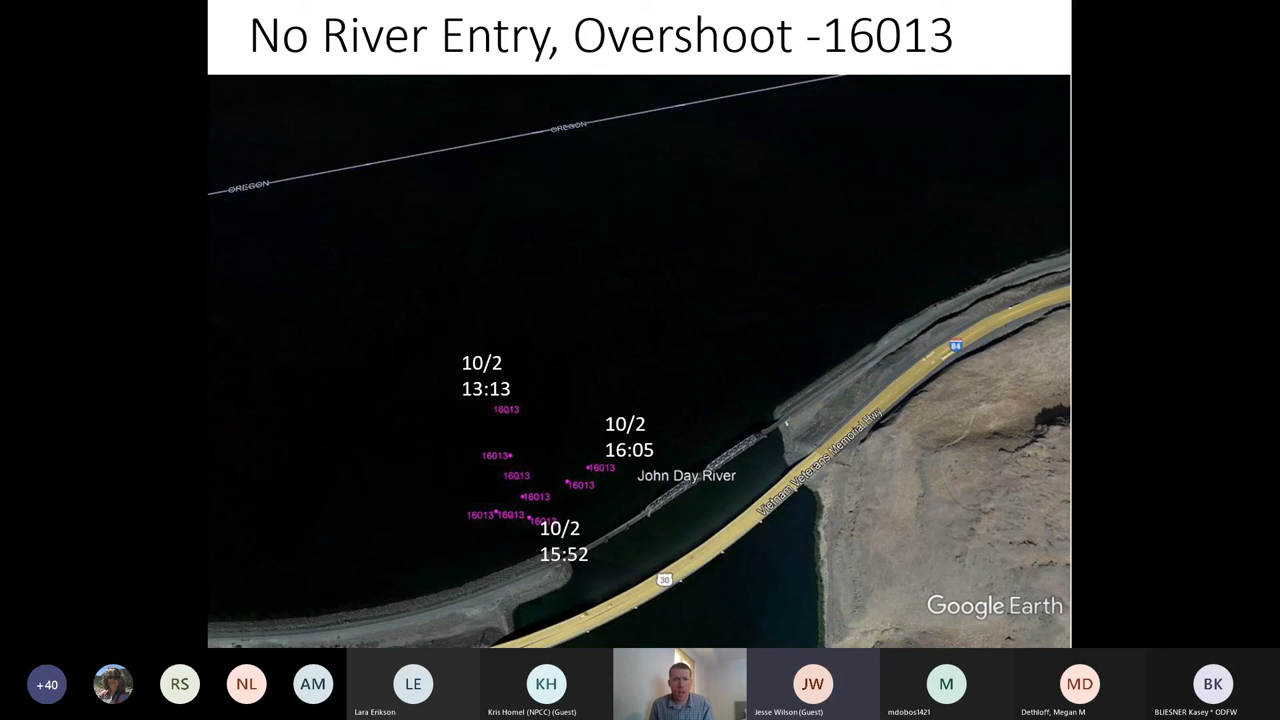 No River Entry, Overshoot -16013
OREGON
OREGON
84
10/2
13:13
16013
10/2
16:05
16013
16013
16013
John Day River
16013
16013
16013
16013
16013
10/2
15:52
Vietnam Veterans Memorial Hwy
30
Google Earth
+40
RS
NL
AM
LE
Lara Erikson
KH
Kris Homel (NPCC) (Guest)
JW
Jesse Wilson (Guest)
M
mdobos1421
MD
Dethloff, Megan M
BK
BLIESNER Kasey * ODFW